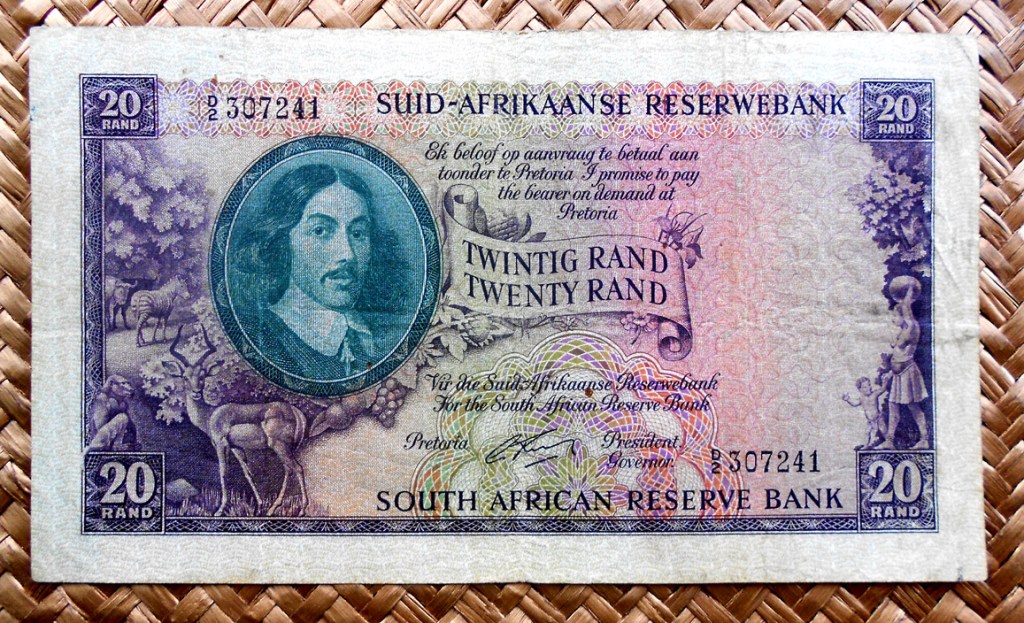 20 RAND
D/2 307241
SUID-AFRIKAANSE RESERWEBANK
20 RAND
Ek beloof op aanvraag te betaal aan
toonder te Pretoria I promise to pay
the bearer on demand at
Pretoria
TWINTIG RAND
TWENTY RAND
Vir die Suid-Afrikaanse Reserwebank
For the South African Reserve Bank
Pretoria
President
Governor
D/2 307241
20 RAND
SOUTH AFRICAN RESERVE BANK
20 RAND